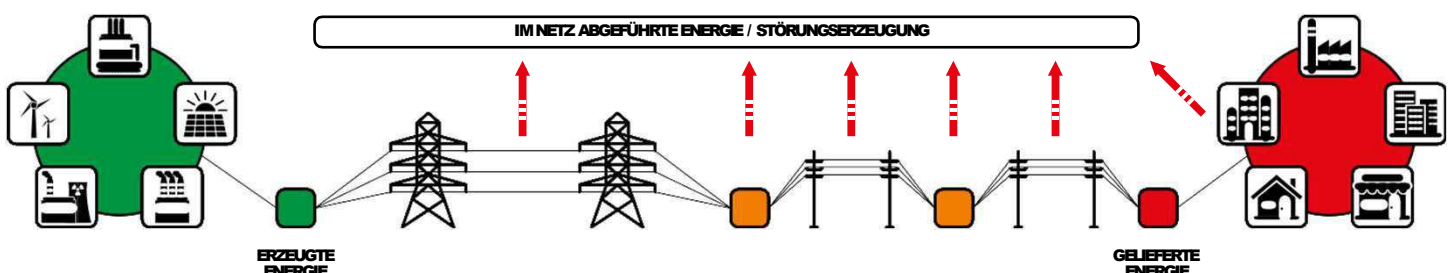 IM NETZ ABGEFÜHRTE ENERGIE / STÖRUNGSERZEUGUNG
ERZEUGTE
ENERGIE
GELIEFERTE
ENERGIE